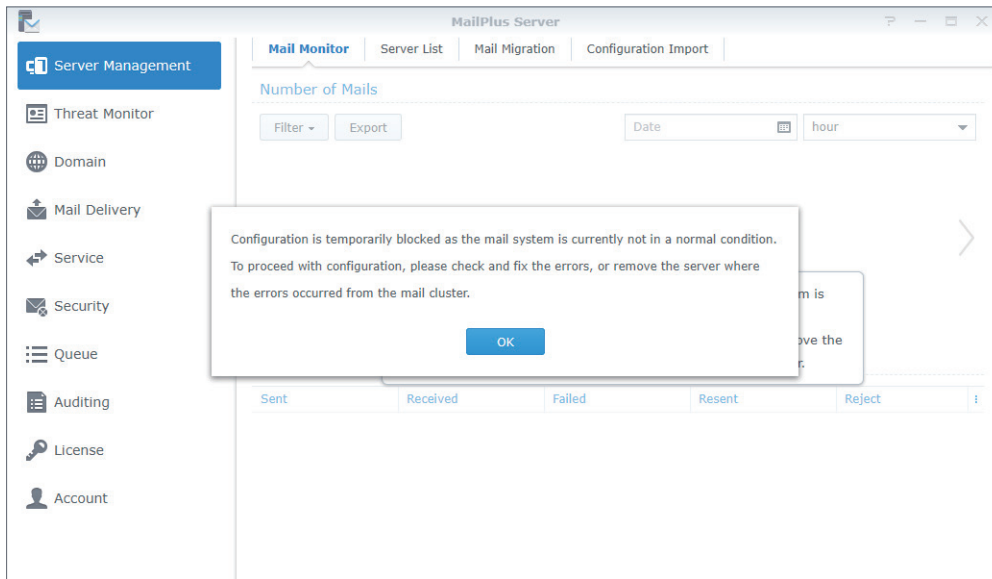 MailPlus Server
Server Management
Threat Monitor
Domain
Mail Delivery
Service
Security
Queue
Auditing
License
Account
Mail Monitor
Server List
Mail Migration
Configuration Import
Number of Mails
Filter
Export
Date
hour
Configuration is temporarily blocked as the mail system is currently not in a normal condition.
To proceed with configuration, please check and fix the errors, or remove the server where
the errors occurred from the mail cluster.
OK
m is
ove the
r.
Sent
Received
Failed
Resent
Reject